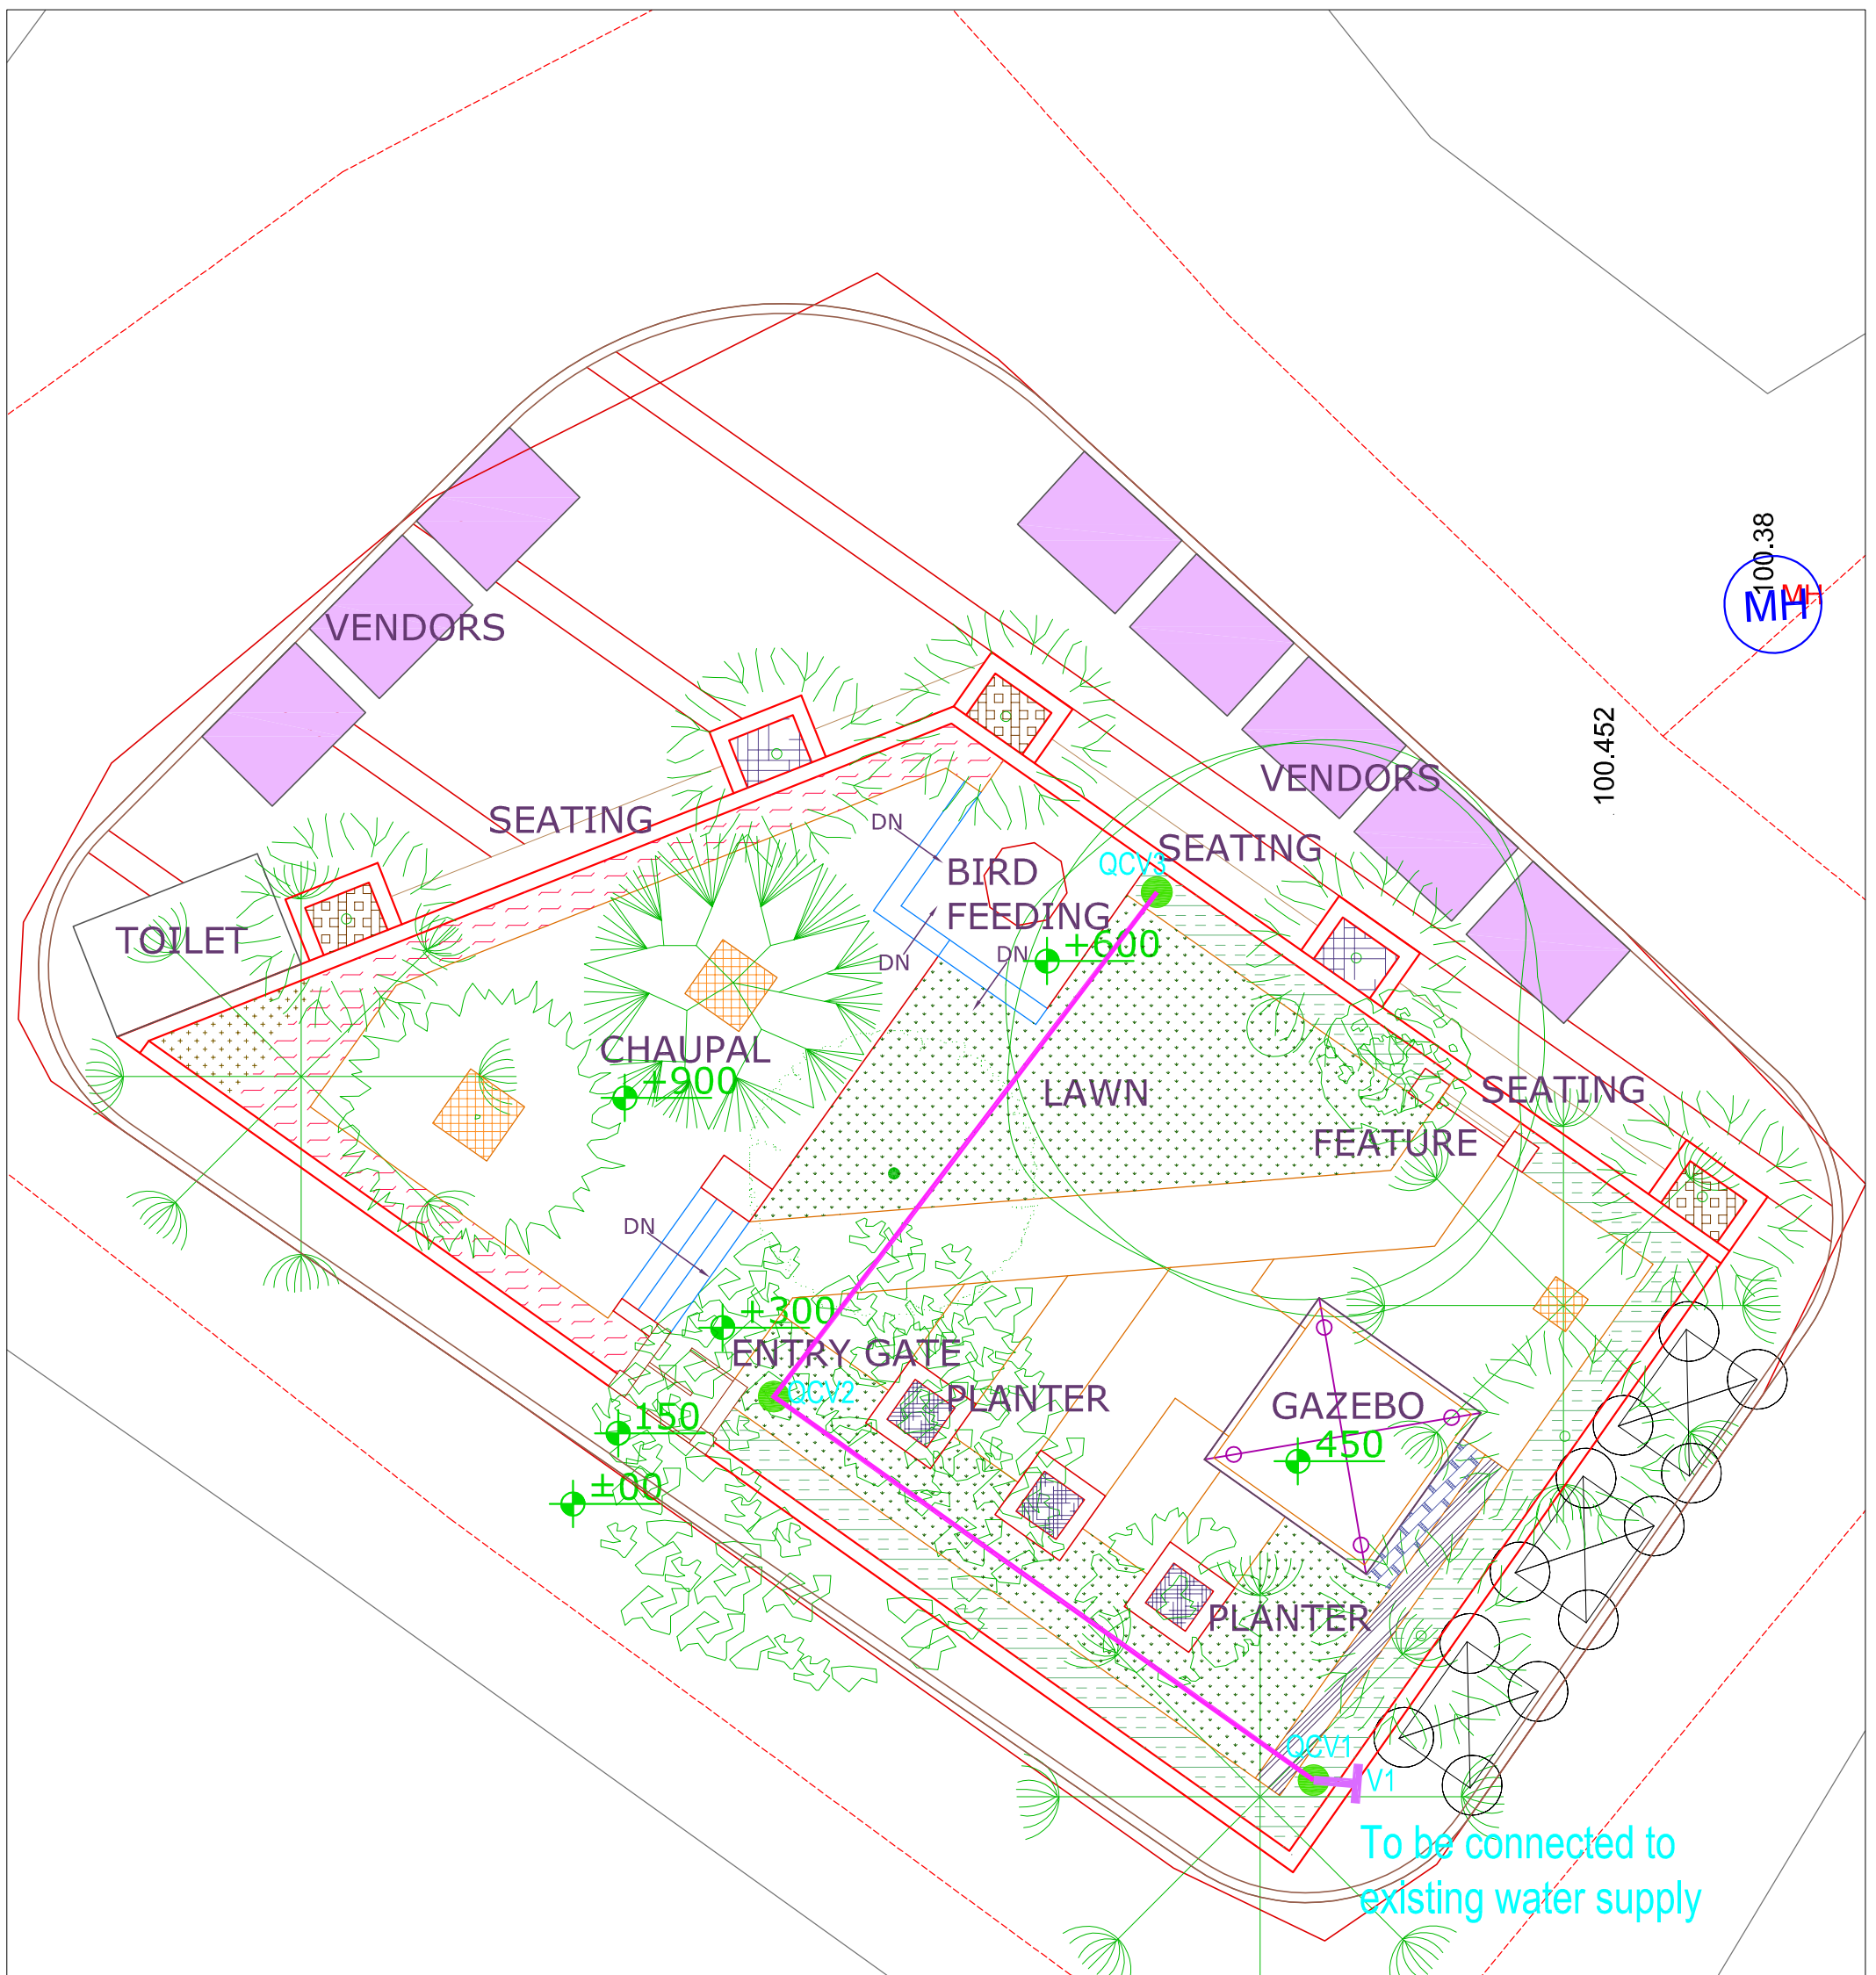 100.38
MH
MH
VENDORS
100.452
VENDORS
SEATING
DN
SEATING
QCV3
BIRD
FEEDING
TOILET
DN
DN
+600
CHAUPAL
+900
LAWN
SEATING
FEATURE
DN
+300
ENTRY GATE
QCV2
PLANTER
GAZEBO
150
450
±00
PLANTER
QCV1
V1
To be connected to
existing water supply